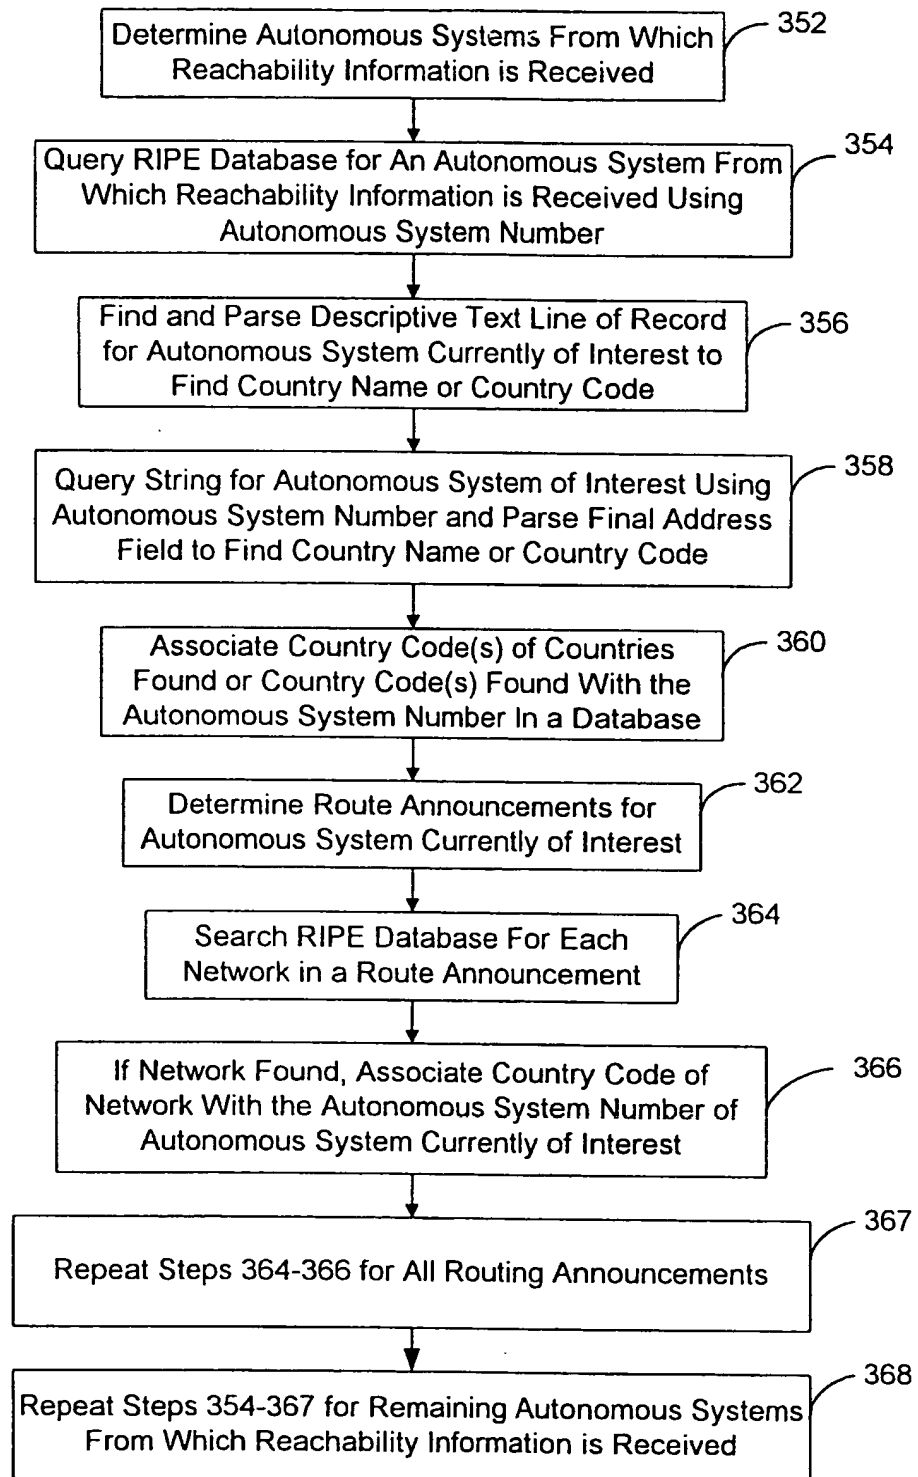 Determine Autonomous Systems From Which
Reachability Information is Received
352
Query RIPE Database for An Autonomous System From
Which Reachability Information is Received Using
Autonomous System Number
354
Find and Parse Descriptive Text Line of Record
for Autonomous System Currently of Interest to
Find Country Name or Country Code
356
Query String for Autonomous System of Interest Using
Autonomous System Number and Parse Final Address
Field to Find Country Name or Country Code
358
Associate Country Code(s) of Countries
Found or Country Code(s) Found With the
Autonomous System Number In a Database
360
Determine Route Announcements for
Autonomous System Currently of Interest
362
Search RIPE Database For Each
Network in a Route Announcement
364
If Network Found, Associate Country Code of
Network With the Autonomous System Number of
Autonomous System Currently of Interest
366
Repeat Steps 364-366 for All Routing Announcements
367
Repeat Steps 354-367 for Remaining Autonomous Systems
From Which Reachability Information is Received
368